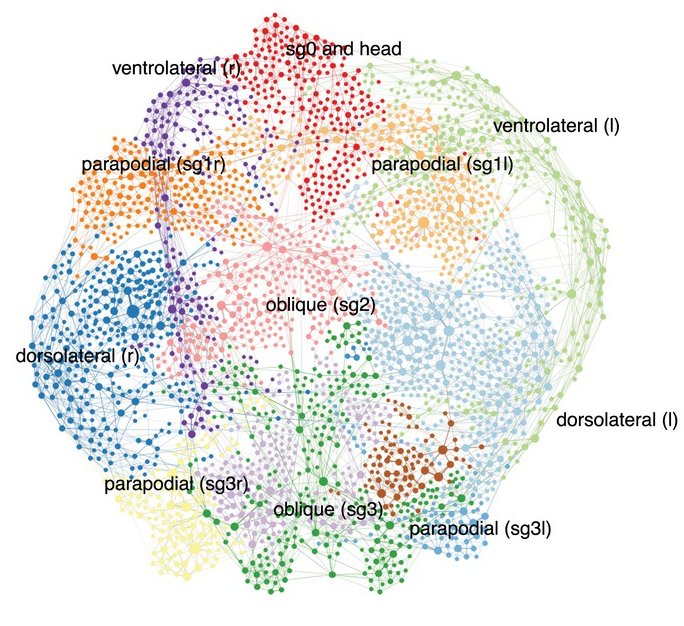 sg0 and head
ventrolateral (r)
ventrolateral (l)
parapodial (sg1r)
parapodial (sg1l)
oblique (sg2)
dorsolateral (r)
dorsolateral (l)
parapodial (sg3r)
oblique (sg3)
parapodial (sg3l)